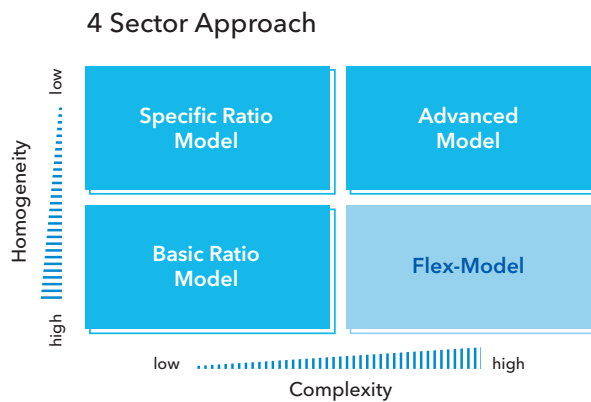 4 Sector Approach
low
Homogeneity
high
Specific Ratio
Model
Advanced
Model
Basic Ratio
Model
Flex-Model
low
high
Complexity